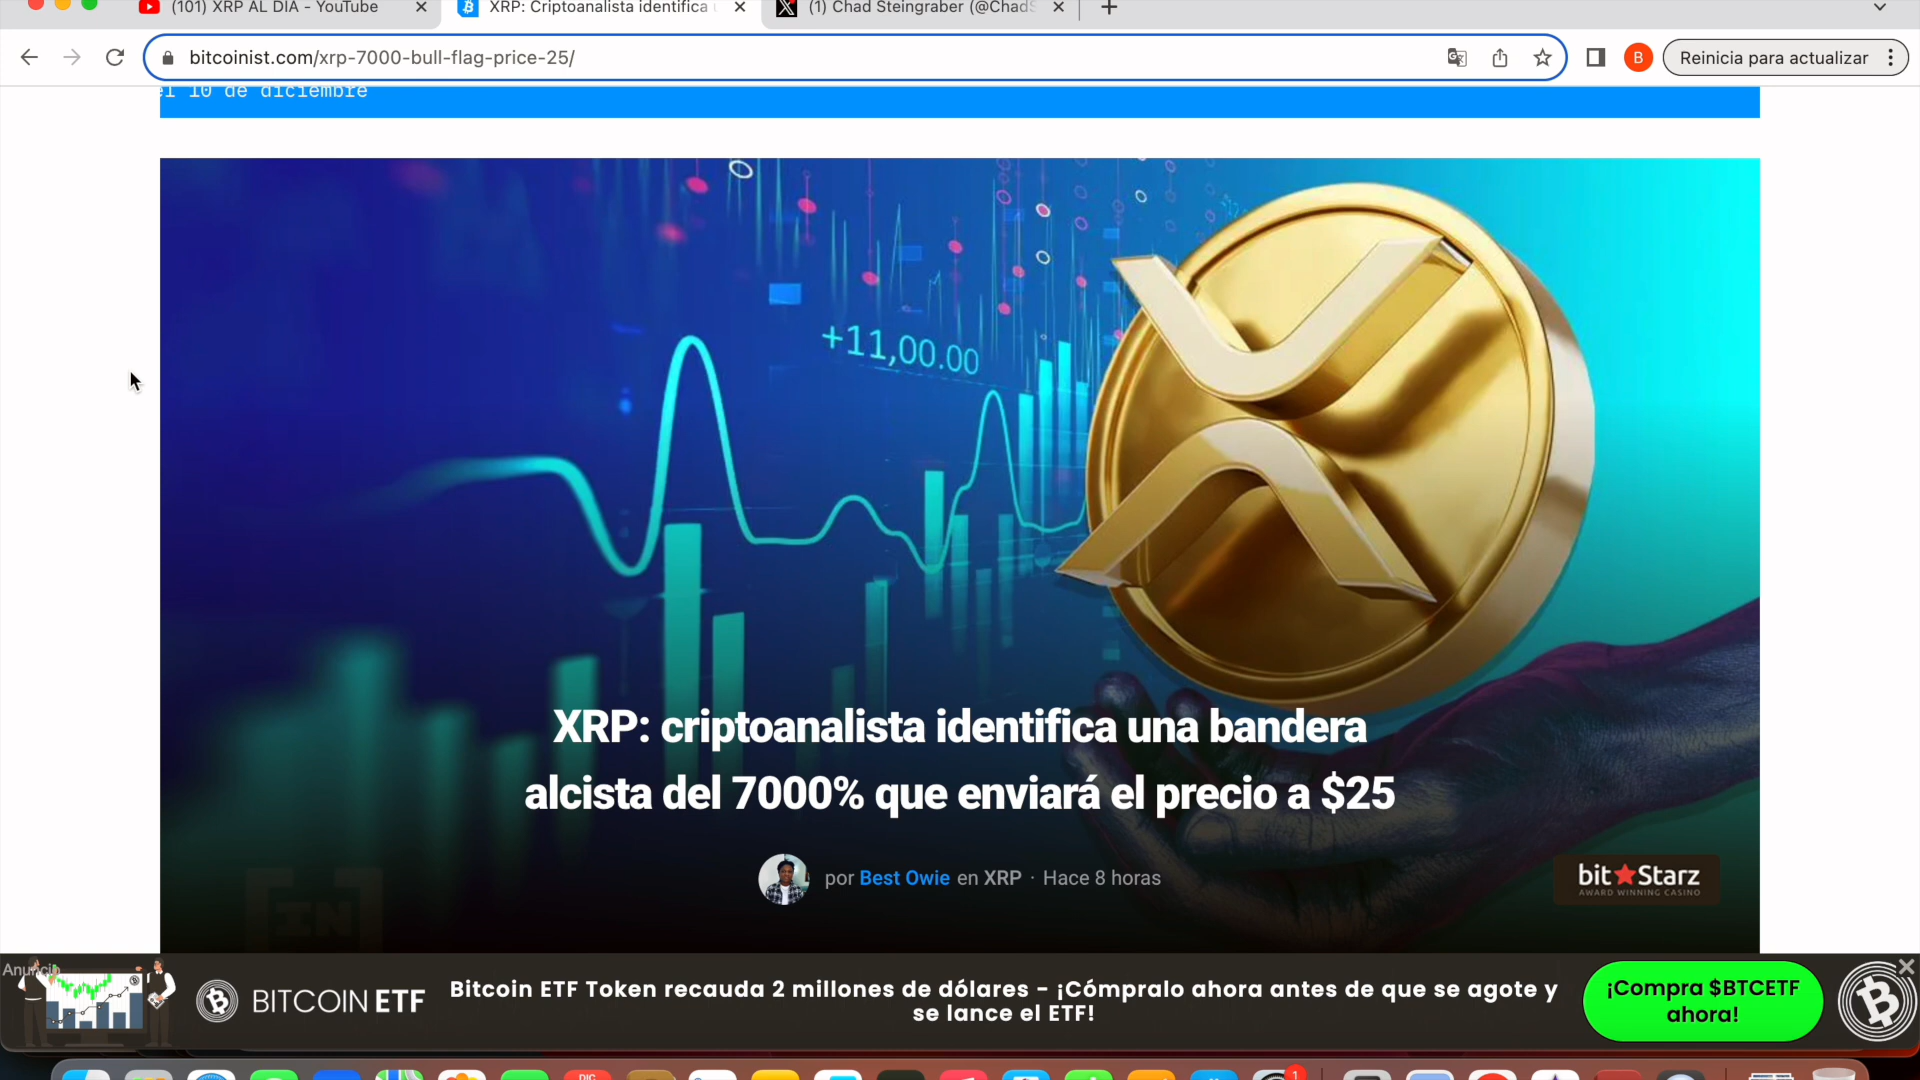 (101) XRP AL DIA - YouTube
XRP: Criptoanalista identifica
(1) Chad Steingraber (@Chad
bitcoinist.com/xrp-7000-bull-flag-price-25/
B
Reinicia para actualizar
el 10 de diciembre
+11,00.00
XRP: criptoanalista identifica una bandera
alcista del 7000% que enviará el precio a $25
por Best Owie en XRP · Hace 8 horas
bit Starz
AWARD WINNING CASINO
IN
Anuncio
BITCOIN ETF
Bitcoin ETF Token recauda 2 millones de dólares - ¡Cómpralo ahora antes de que se agote y
se lance el ETF!
¡Compra $BTCETF
ahora!
DIC
1